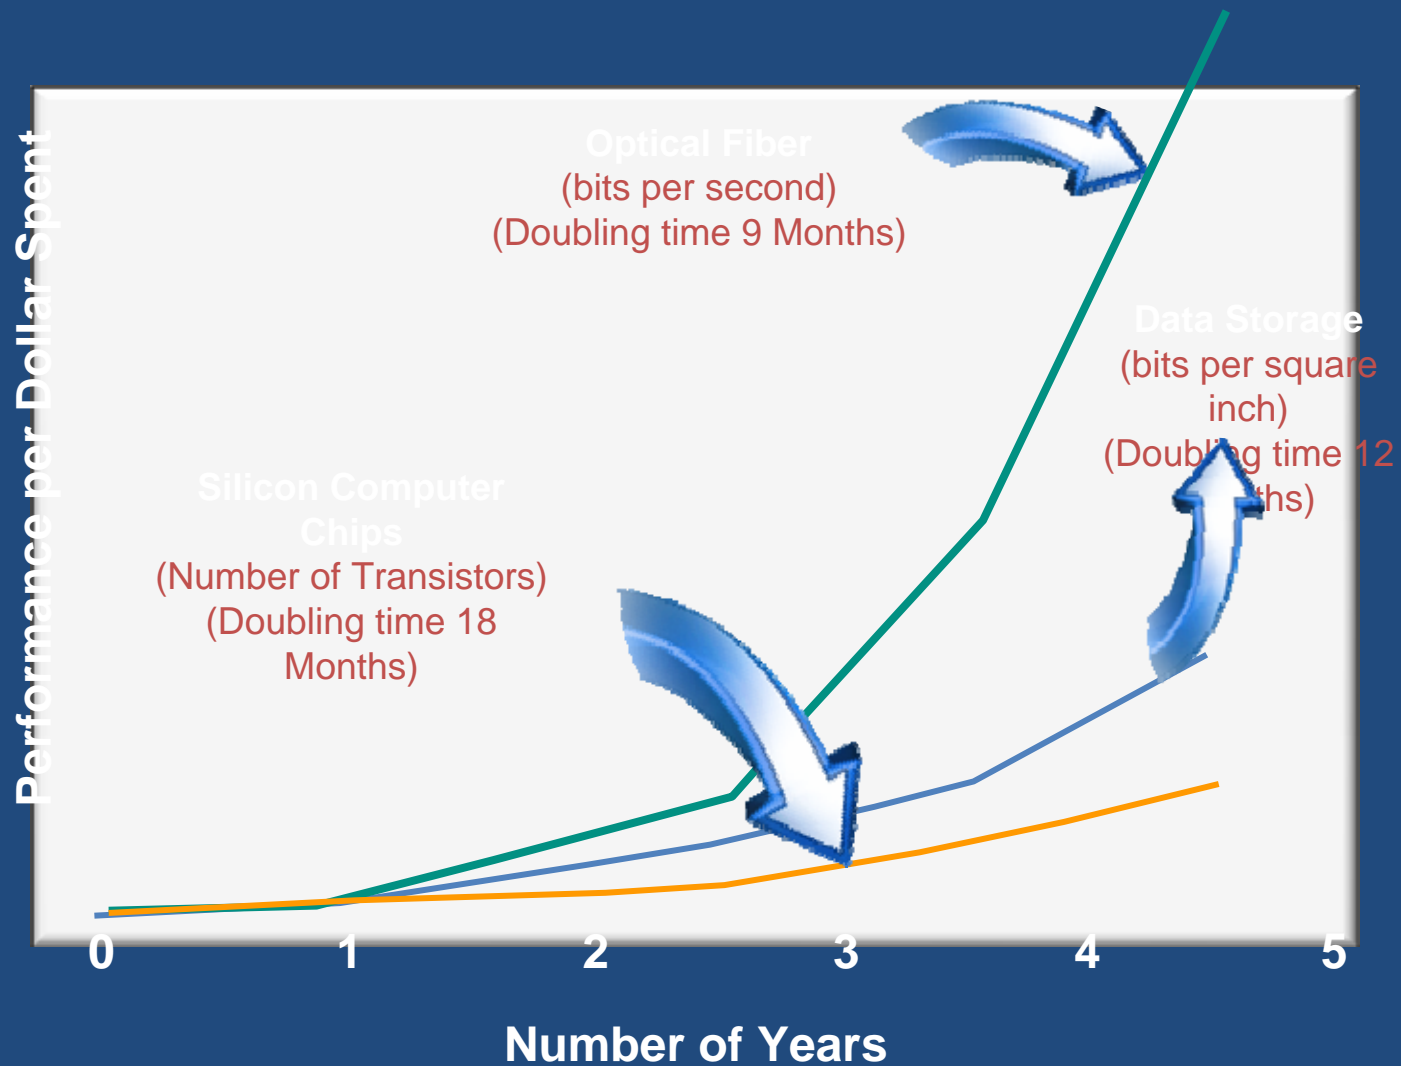 Optical Fiber
(bits per second)
(Doubling time 9 Months)
Data Storage
(bits per square
inch)
(Doubling time 12
ths)
Silicon Computer
Chips
(Number of Transistors)
(Doubling time 18
Months)
Performance per Dollar Spent
0 1 2 3 4 5
Number of Years